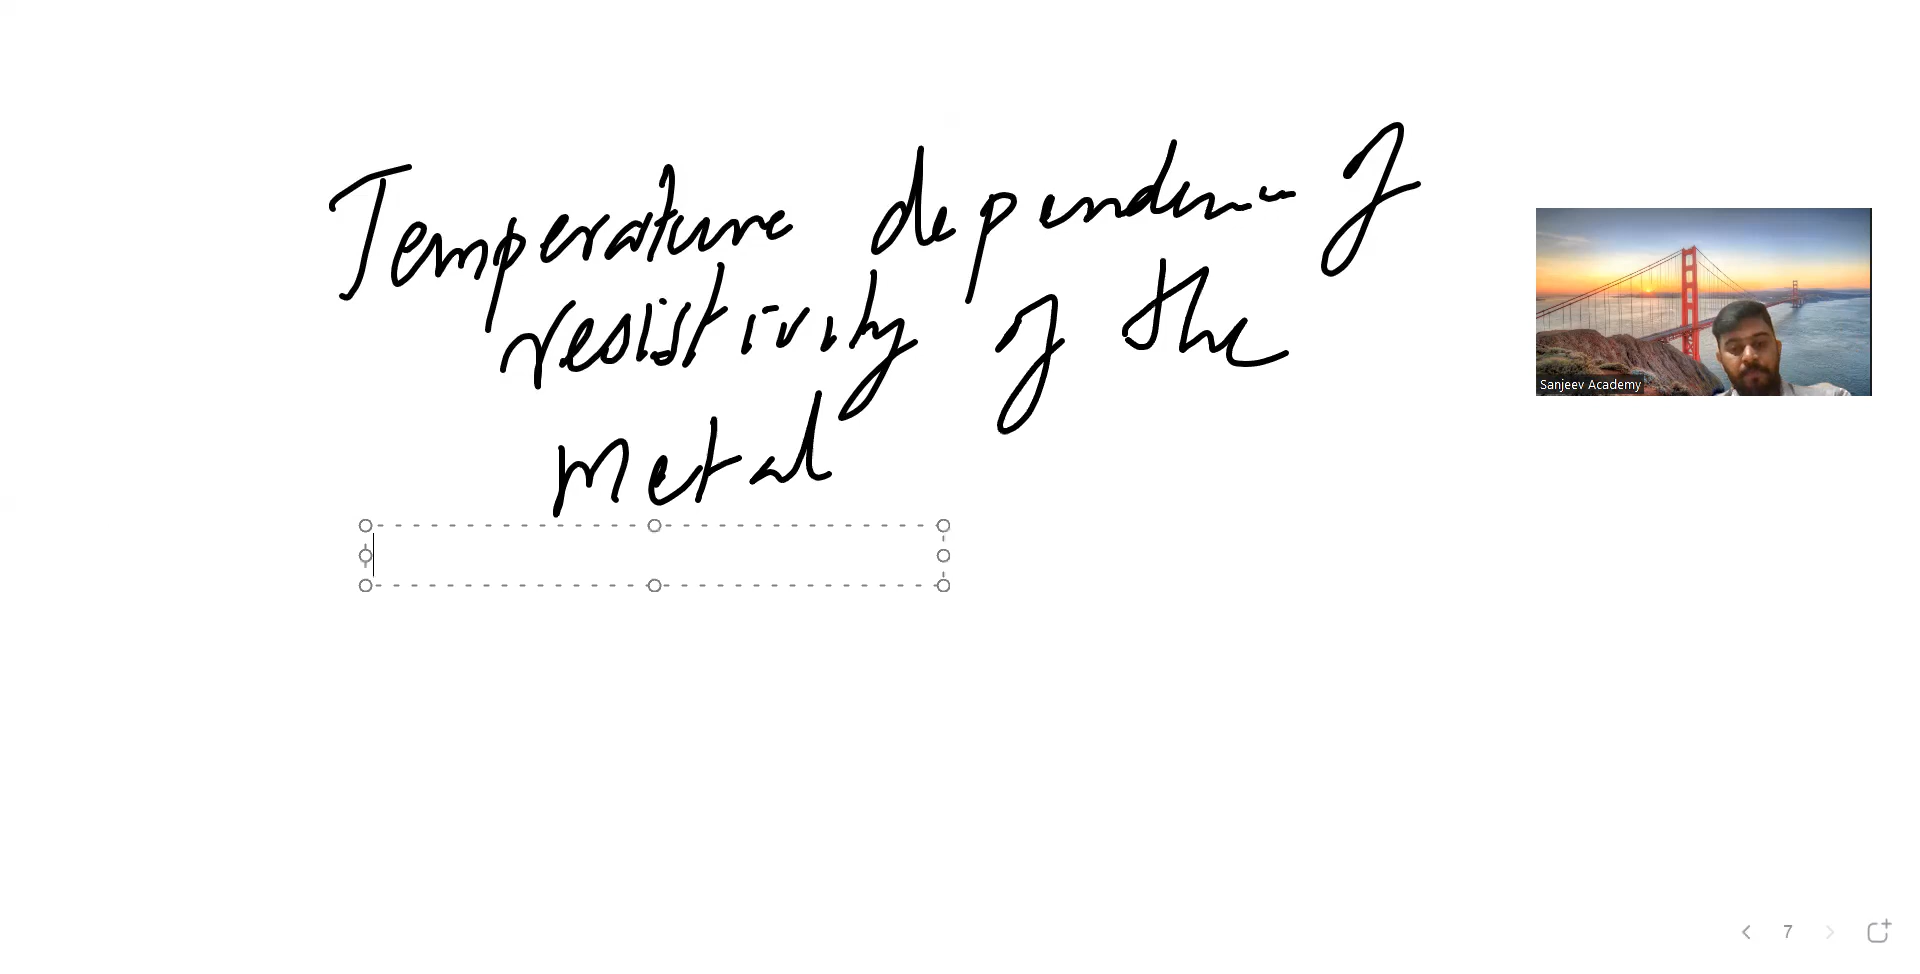 Temperature dependence of
resistivity of the
Metal
Sanjeev Academy
7